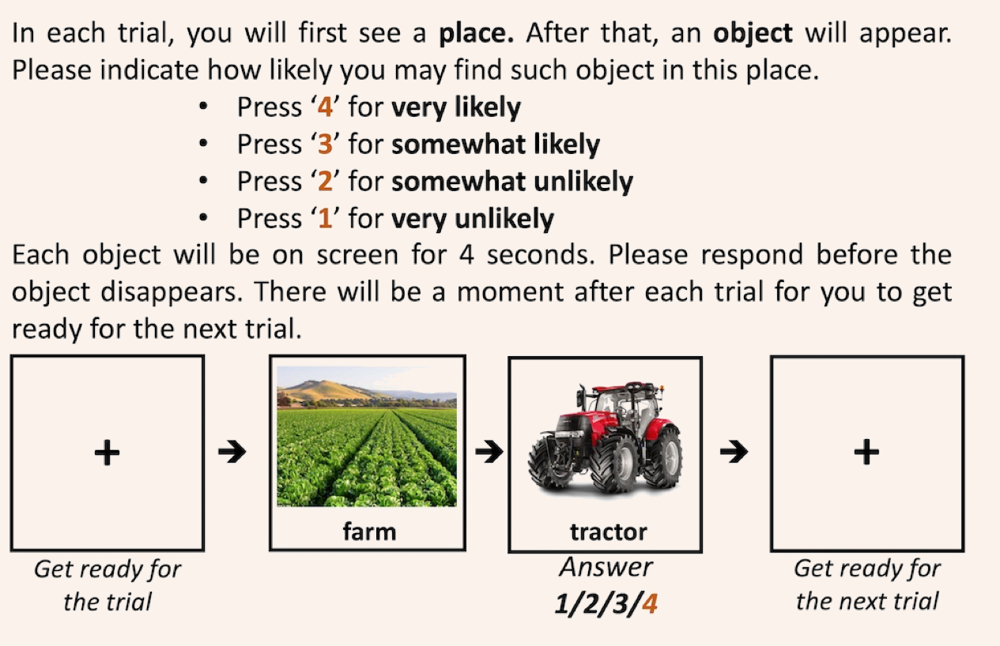 In each trial, you will first see a place. After that, an object will appear.
Please indicate how likely you may find such object in this place.
• Press ‘4’ for very likely
• Press ‘3’ for somewhat likely
• Press ‘2’ for somewhat unlikely
• Press ‘1’ for very unlikely
Each object will be on screen for 4 seconds. Please respond before the
object disappears. There will be a moment after each trial for you to get
ready for the next trial.
+ ➔ ➔ ➔ +
farm
tractor
Get ready for
the trial
Answer
1/2/3/4
Get ready for
the next trial